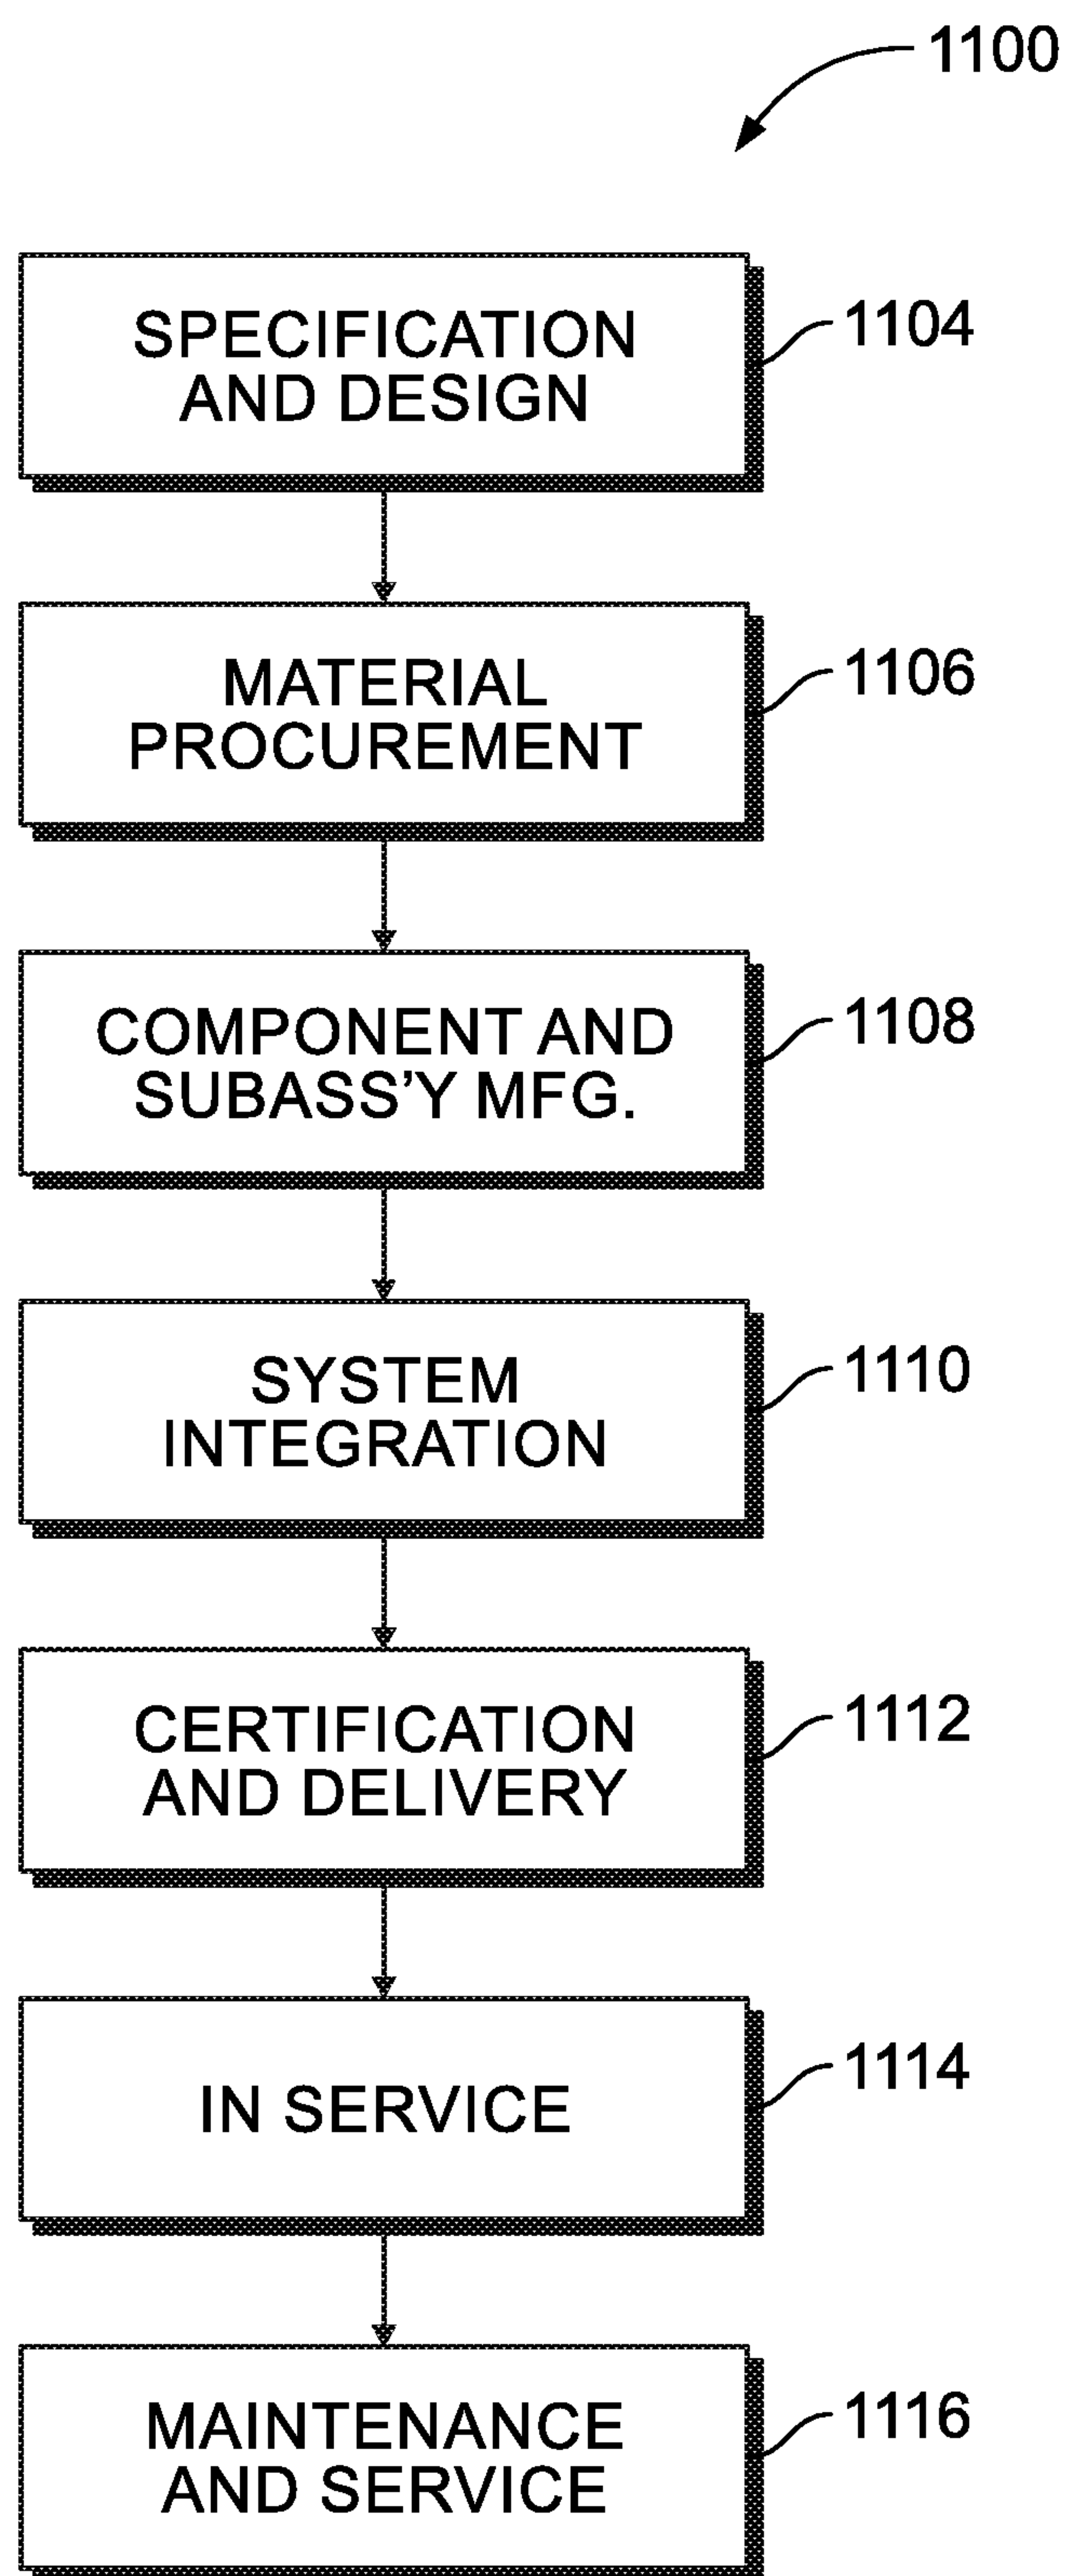 1100
SPECIFICATION
AND DESIGN
1104
MATERIAL
PROCUREMENT
1106
COMPONENT AND
SUBASS’Y MFG.
1108
SYSTEM
INTEGRATION
1110
CERTIFICATION
AND DELIVERY
1112
IN SERVICE
1114
MAINTENANCE
AND SERVICE
1116